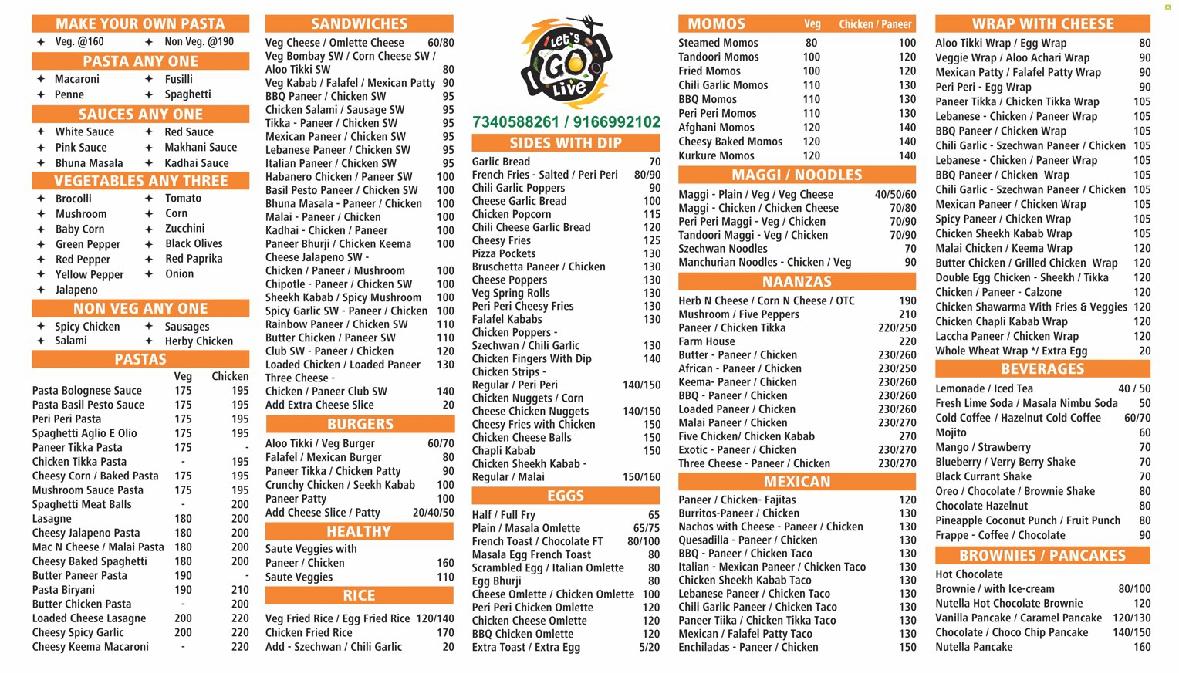 MAKE YOUR OWN PASTA
Veg. @160 Non Veg. @190
PASTA ANY ONE
Macaroni Fusilli
Penne Spaghetti
SAUCES ANY ONE
White Sauce Red Sauce
Pink Sauce Makhani Sauce
Bhuna Masala Kadhai Sauce
VEGETABLES ANY THREE
Brocolli Tomato
Mushroom Corn
Baby Corn Zucchini
Green Pepper Black Olives
Red Pepper Red Paprika
Yellow Pepper Onion
Jalapeno
NON VEG ANY ONE
Spicy Chicken Sausages
Salami Herby Chicken
PASTAS
Veg Chicken
Pasta Bolognese Sauce 175 195
Pasta Basil Pesto Sauce 175 195
Peri Peri Pasta 175 195
Spaghetti Aglio E Olio 175 195
Paneer Tikka Pasta 175 -
Chicken Tikka Pasta - 195
Cheesy Corn / Baked Pasta 175 195
Mushroom Sauce Pasta 175 195
Spaghetti Meat Balls - 200
Lasagne 180 200
Cheesy Jalapeno Pasta 180 200
Mac N Cheese / Malai Pasta 180 200
Cheesy Baked Spaghetti 180 200
Butter Paneer Pasta 190 -
Pasta Biryani 190 210
Butter Chicken Pasta - 200
Loaded Cheese Lasagne 200 220
Cheesy Spicy Garlic 200 220
Cheesy Keema Macaroni - 220
SANDWICHES
Veg Cheese / Omlette Cheese 60/80
Veg Bombay SW / Corn Cheese SW /
Aloo Tikki SW 80
Veg Kabab / Falafel / Mexican Patty 90
BBQ Paneer / Chicken SW 95
Chicken Salami / Sausage SW 95
Tikka - Paneer / Chicken SW 95
Mexican Paneer / Chicken SW 95
Lebanese Paneer / Chicken SW 95
Italian Paneer / Chicken SW 95
Habanero Chicken / Paneer SW 100
Basil Pesto Paneer / Chicken SW 100
Bhuna Masala - Paneer / Chicken 100
Malai - Paneer / Chicken 100
Kadhai - Chicken / Paneer 100
Paneer Bhurji / Chicken Keema 100
Cheese Jalapeno SW -
Chicken / Paneer / Mushroom 100
Chipotle - Paneer / Chicken SW 100
Sheekh Kabab / Spicy Mushroom 100
Spicy Garlic SW - Paneer / Chicken 100
Rainbow Paneer / Chicken SW 110
Butter Chicken / Paneer SW 110
Club SW - Paneer / Chicken 120
Loaded Chicken / Loaded Paneer 130
Three Cheese -
Chicken / Paneer Club SW 140
Add Extra Cheese Slice 20
BURGERS
Aloo Tikki / Veg Burger 60/70
Falafel / Mexican Burger 80
Paneer Tikka / Chicken Patty 90
Crunchy Chicken / Seekh Kabab 100
Paneer Patty 100
Add Cheese Slice / Patty 20/40/50
HEALTHY
Saute Veggies with
Paneer / Chicken 160
Saute Veggies 110
RICE
Veg Fried Rice / Egg Fried Rice 120/140
Chicken Fried Rice 170
Add - Szechwan / Chili Garlic 20
LeT's
GO
Live
7340588261 / 9166992102
SIDES WITH DIP
Garlic Bread 70
French Fries - Salted / Peri Peri 80/90
Chili Garlic Poppers 90
Cheese Garlic Bread 100
Chicken Popcorn 115
Chili Cheese Garlic Bread 120
Cheesy Fries 125
Pizza Pockets 130
Bruschetta Paneer / Chicken 130
Cheese Poppers 130
Veg Spring Rolls 130
Peri Peri Cheesy Fries 130
Falafel Kababs 130
Chicken Poppers -
Szechwan / Chili Garlic 130
Chicken Fingers With Dip 140
Chicken Strips -
Regular / Peri Peri 140/150
Chicken Nuggets / Corn
Cheese Chicken Nuggets 140/150
Cheesy Fries with Chicken 150
Chicken Cheese Balls 150
Chapli Kabab 150
Chicken Sheekh Kabab -
Regular / Malai 150/160
EGGS
Half / Full Fry 65
Plain / Masala Omlette 65/75
French Toast / Chocolate FT 80/100
Masala Egg French Toast 80
Scrambled Egg / Italian Omlette 80
Egg Bhurji 80
Cheese Omlette / Chicken Omlette 100
Peri Peri Chicken Omlette 120
Chicken Cheese Omlette 120
BBQ Chicken Omlette 120
Extra Toast / Extra Egg 5/20
MOMOS Veg Chicken / Paneer
Steamed Momos 80 100
Tandoori Momos 100 120
Fried Momos 100 120
Chili Garlic Momos 110 130
BBQ Momos 110 130
Peri Peri Momos 110 130
Afghani Momos 120 140
Cheesy Baked Momos 120 140
Kurkure Momos 120 140
MAGGI / NOODLES
Maggi - Plain / Veg / Veg Cheese 40/50/60
Maggi - Chicken / Chicken Cheese 70/80
Peri Peri Maggi - Veg / Chicken 70/90
Tandoori Maggi - Veg / Chicken 70/90
Szechwan Noodles 70
Manchurian Noodles - Chicken / Veg 90
NAANZAS
Herb N Cheese / Corn N Cheese / OTC 190
Mushroom / Five Peppers 210
Paneer / Chicken Tikka 220/250
Farm House 220
Butter - Paneer / Chicken 230/260
African - Paneer / Chicken 230/250
Keema- Paneer / Chicken 230/260
BBQ - Paneer / Chicken 230/260
Loaded Paneer / Chicken 230/260
Malai Paneer / Chicken 230/270
Five Chicken/ Chicken Kabab 270
Exotic - Paneer / Chicken 230/270
Three Cheese - Paneer / Chicken 230/270
MEXICAN
Paneer / Chicken- Fajitas 120
Burritos-Paneer / Chicken 130
Nachos with Cheese - Paneer / Chicken 130
Quesadilla - Paneer / Chicken 130
BBQ - Paneer / Chicken Taco 130
Italian - Mexican Paneer / Chicken Taco 130
Chicken Sheekh Kabab Taco 130
Lebanese Paneer / Chicken Taco 130
Chili Garlic Paneer / Chicken Taco 130
Paneer Tiika / Chicken Tikka Taco 130
Mexican / Falafel Patty Taco 130
Enchiladas - Paneer / Chicken 150
WRAP WITH CHEESE
Aloo Tikki Wrap / Egg Wrap 80
Veggie Wrap / Aloo Achari Wrap 90
Mexican Patty / Falafel Patty Wrap 90
Peri Peri - Egg Wrap 90
Paneer Tikka / Chicken Tikka Wrap 105
Lebanese - Chicken / Paneer Wrap 105
BBQ Paneer / Chicken Wrap 105
Chili Garlic - Szechwan Paneer / Chicken 105
Lebanese - Chicken / Paneer Wrap 105
BBQ Paneer / Chicken Wrap 105
Chili Garlic - Szechwan Paneer / Chicken 105
Mexican Paneer / Chicken Wrap 105
Spicy Paneer / Chicken Wrap 105
Chicken Sheekh Kabab Wrap 105
Malai Chicken / Keema Wrap 120
Butter Chicken / Grilled Chicken Wrap 120
Double Egg Chicken - Sheekh / Tikka 120
Chicken / Paneer - Calzone 120
Chicken Shawarma With Fries & Veggies 120
Chicken Chapli Kabab Wrap 120
Laccha Paneer / Chicken Wrap 120
Whole Wheat Wrap */ Extra Egg 20
BEVERAGES
Lemonade / Iced Tea 40 / 50
Fresh Lime Soda / Masala Nimbu Soda 50
Cold Coffee / Hazelnut Cold Coffee 60/70
Mojito 60
Mango / Strawberry 70
Blueberry / Verry Berry Shake 70
Black Currant Shake 70
Oreo / Chocolate / Brownie Shake 80
Chocolate Hazelnut 80
Pineapple Coconut Punch / Fruit Punch 80
Frappe - Coffee / Chocolate 90
BROWNIES / PANCAKES
Hot Chocolate
Brownie / with Ice-cream 80/100
Nutella Hot Chocolate Brownie 120
Vanilla Pancake / Caramel Pancake 120/130
Chocolate / Choco Chip Pancake 140/150
Nutella Pancake 160